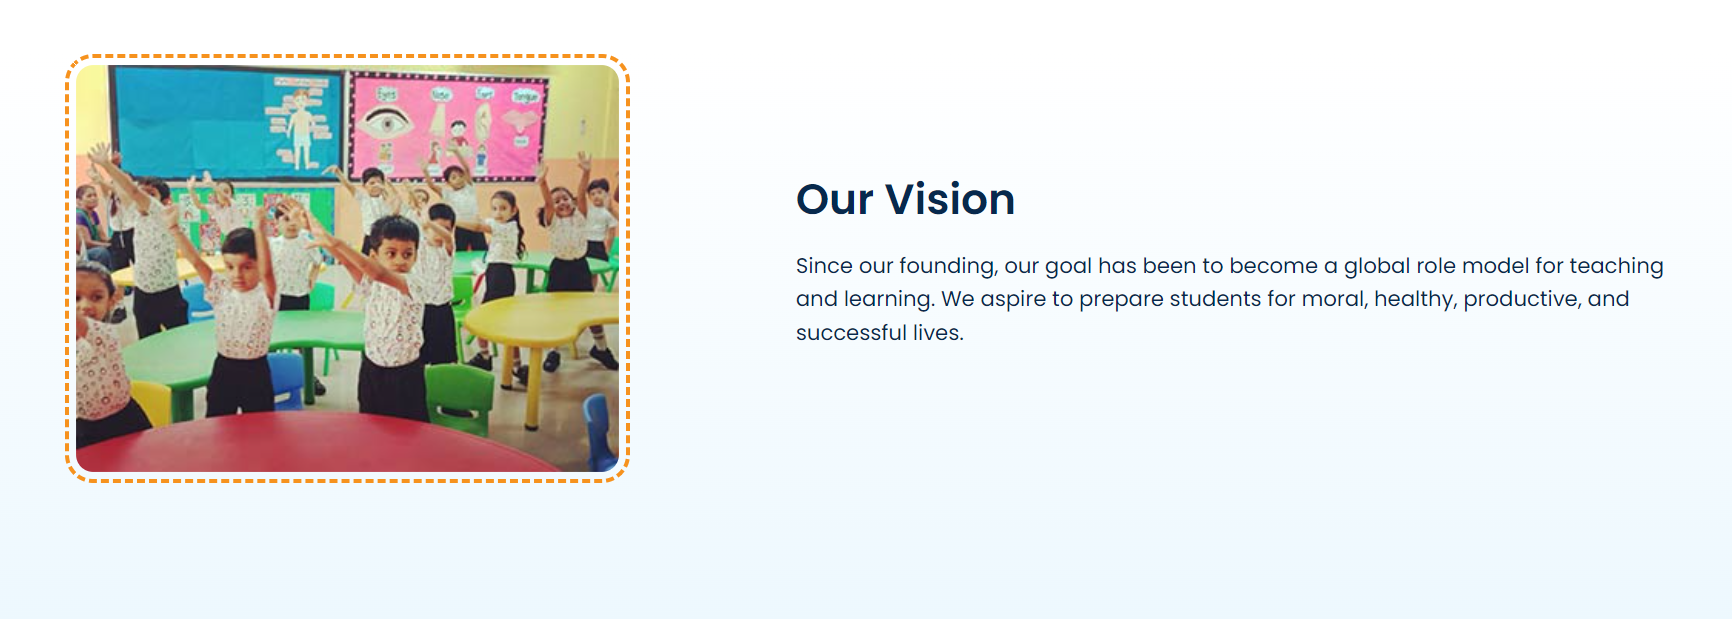 Eyes
Nose
Ears
Tongue
Our Vision
Since our founding, our goal has been to become a global role model for teaching
and learning. We aspire to prepare students for moral, healthy, productive, and
successful lives.